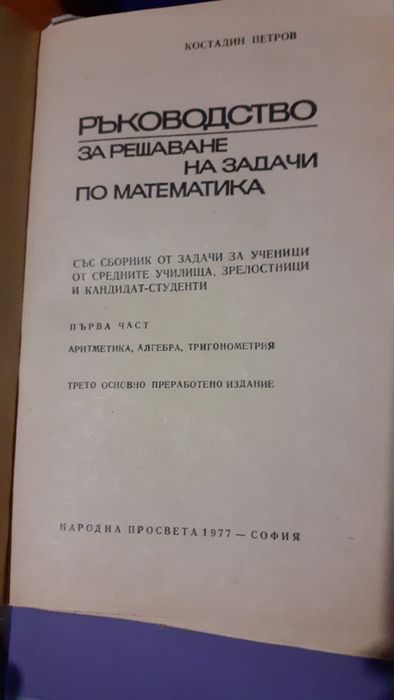 КОСТАДИН ПЕТРОВ
РЪКОВОДСТВО
ЗА РЕШАВАНЕ
НА ЗАДАЧИ
ПО МАТЕМАТИКА
СЪС СБОРНИК ОТ ЗАДАЧИ ЗА УЧЕНИЦИ
ОТ СРЕДНИТЕ УЧИЛИЩА, ЗРЕЛОСТНИЦИ
И КАНДИДАТ-СТУДЕНТИ
ПЪРВА ЧАСТ
АРИТМЕТИКА, АЛГЕБРА, ТРИГОНОМЕТРИЯ
ТРЕТО ОСНОВНО ПРЕРАБОТЕНО ИЗДАНИЕ
НАРОДНА ПРОСВЕТА 1977 — СОФИЯ